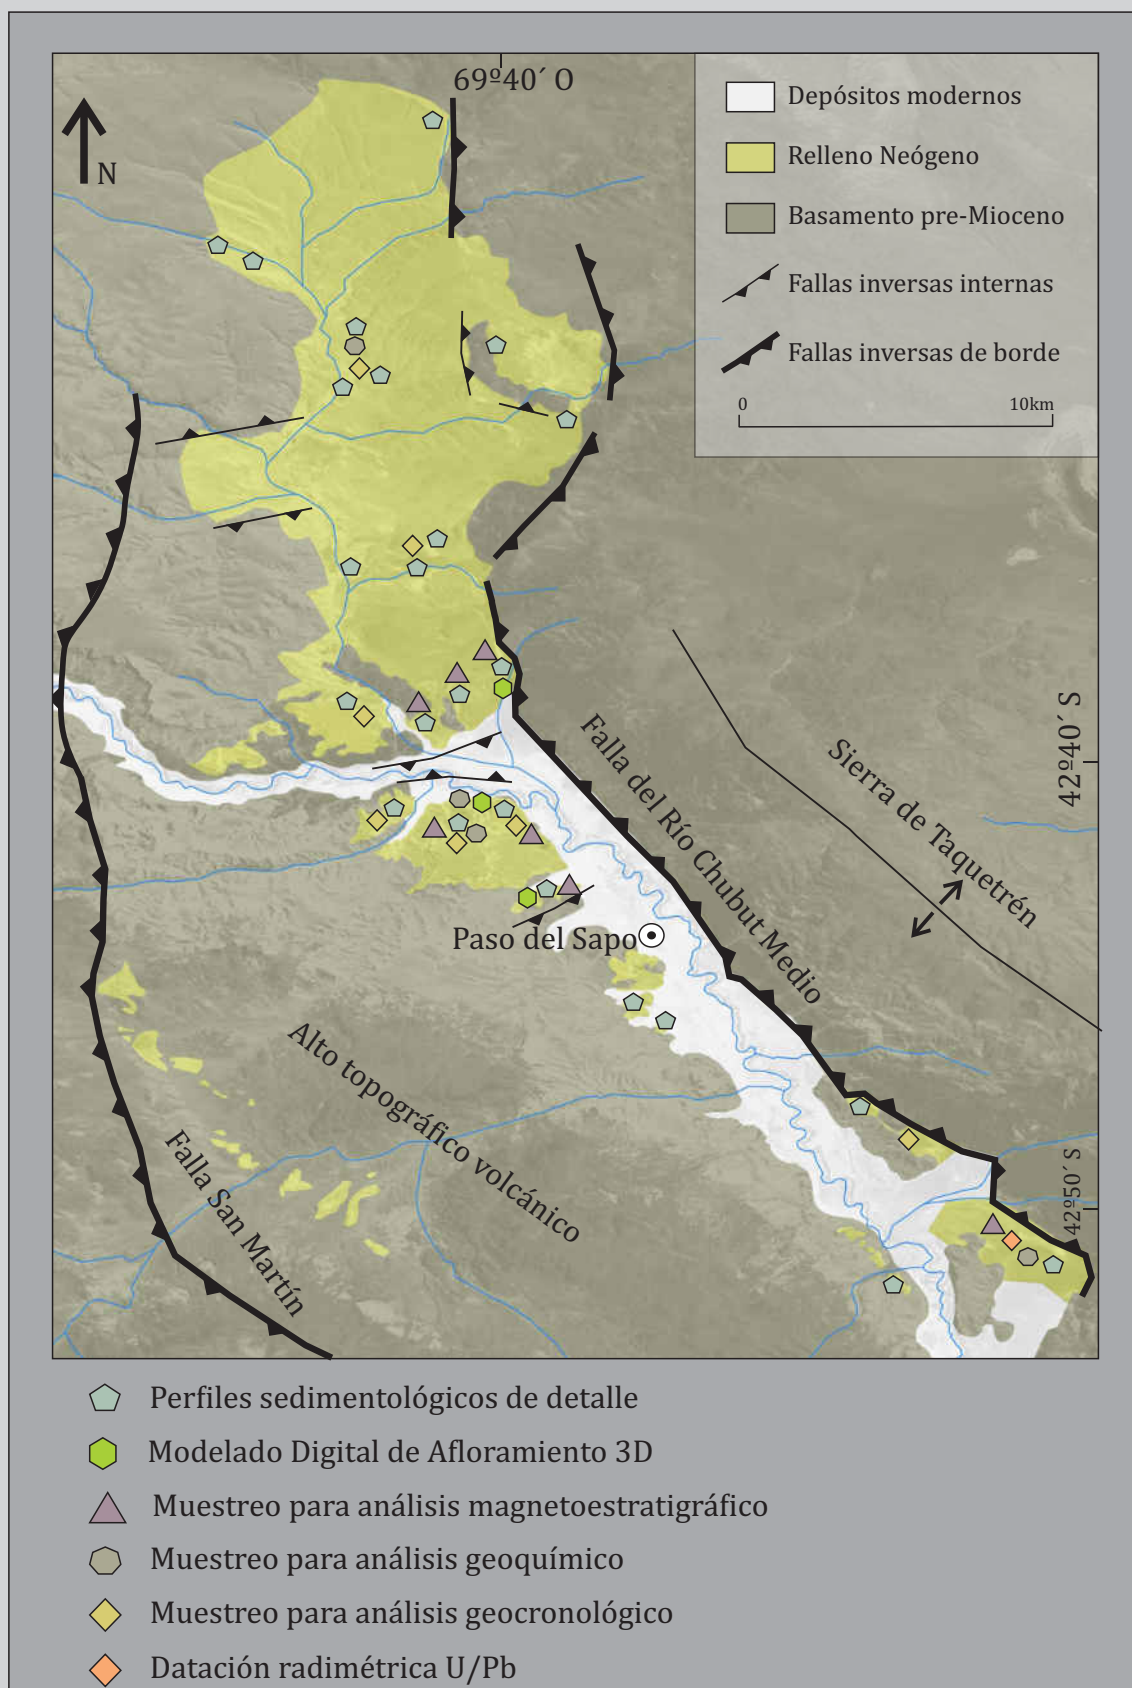 69º40´ O
N
Depósitos modernos
Relleno Neógeno
Basamento pre-Mioceno
Fallas inversas internas
Fallas inversas de borde
0 10km
42º40´ S
Falla del Río Chubut Medio
Sierra de Taquetrén
Paso del Sapo
Alto topográfico volcánico
Falla San Martín
42º50´ S
Perfiles sedimentológicos de detalle
Modelado Digital de Afloramiento 3D
Muestreo para análisis magnetoestratigráfico
Muestreo para análisis geoquímico
Muestreo para análisis geocronológico
Datación radimétrica U/Pb